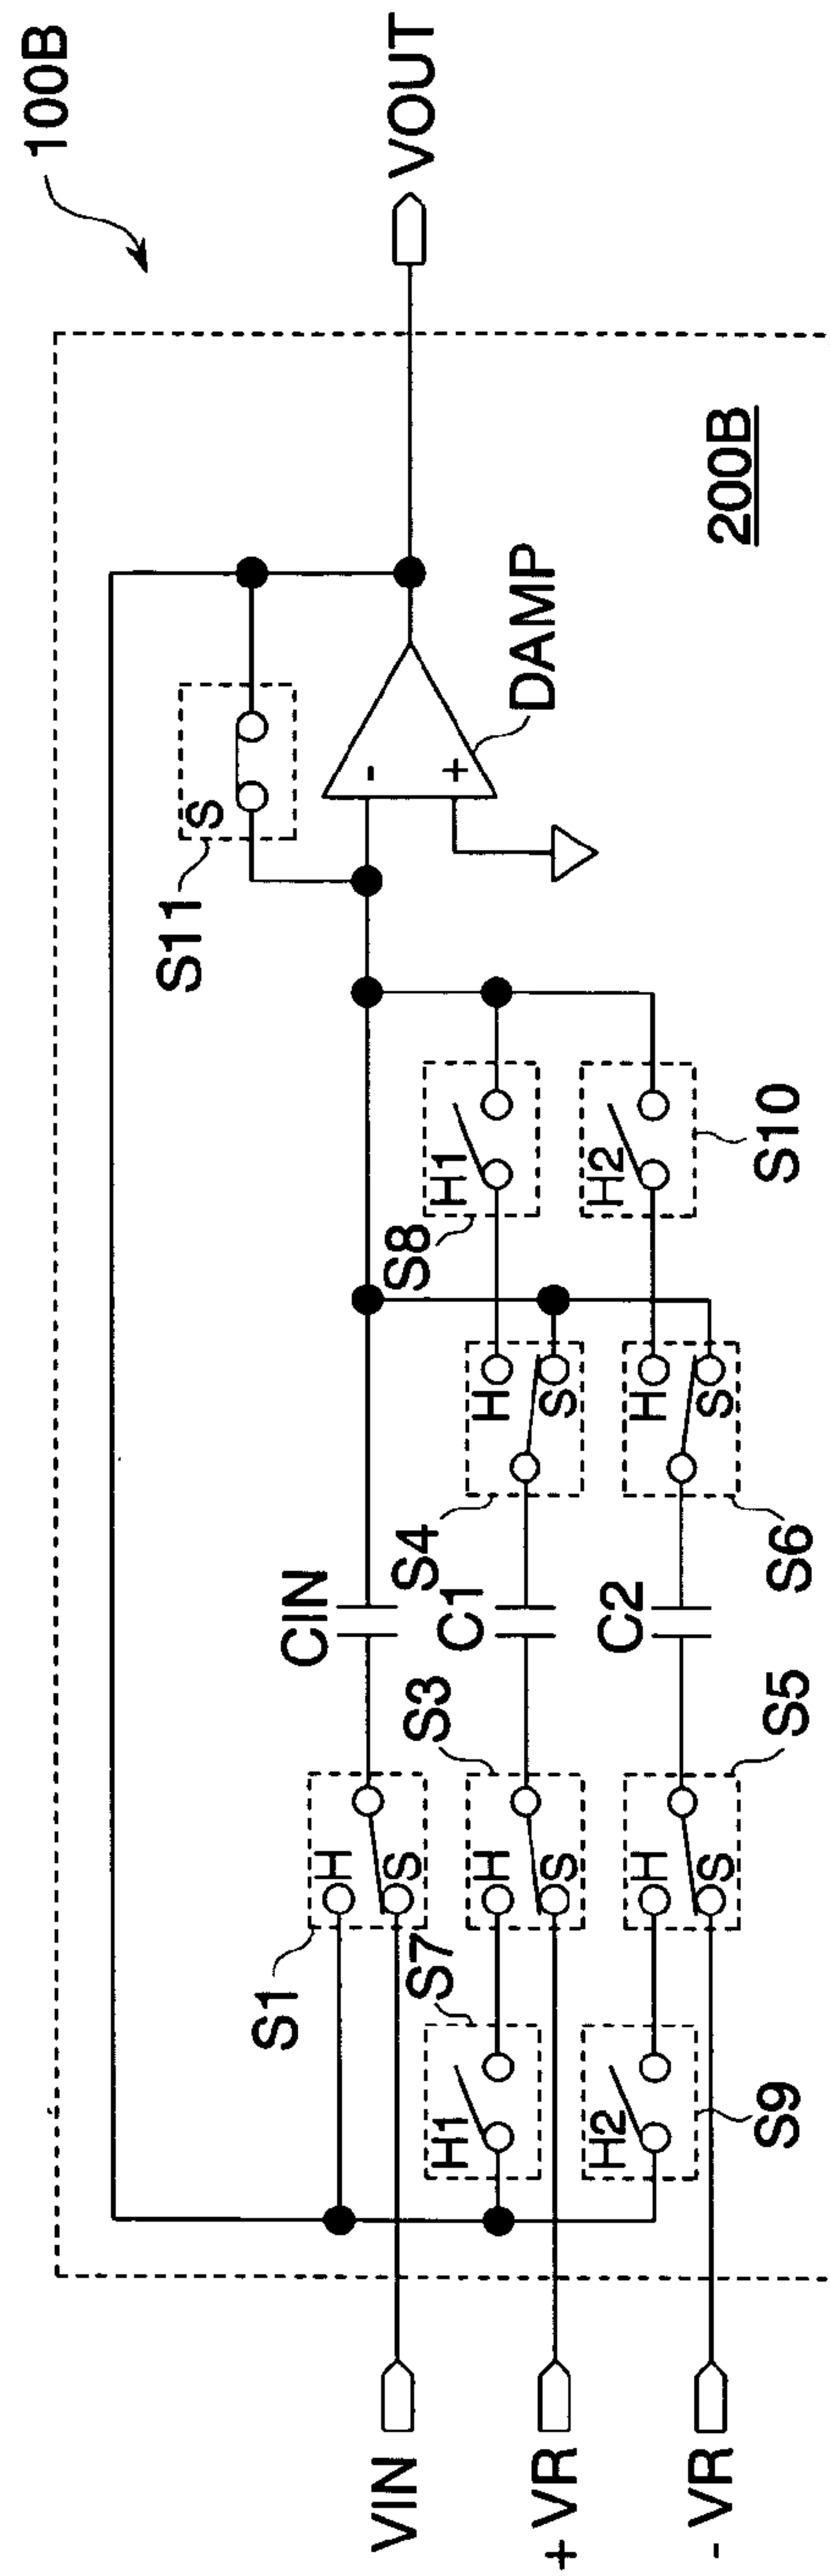 100B
VOUT
200B
S11
S
-
+
DAMP
S8
H1
H2
S10
CIN
S4
H
S
C1
H
S
S6
C2
S1
H
S
S3
H
S
S5
H
S
S7
H1
H2
S9
VIN
+ VR
- VR